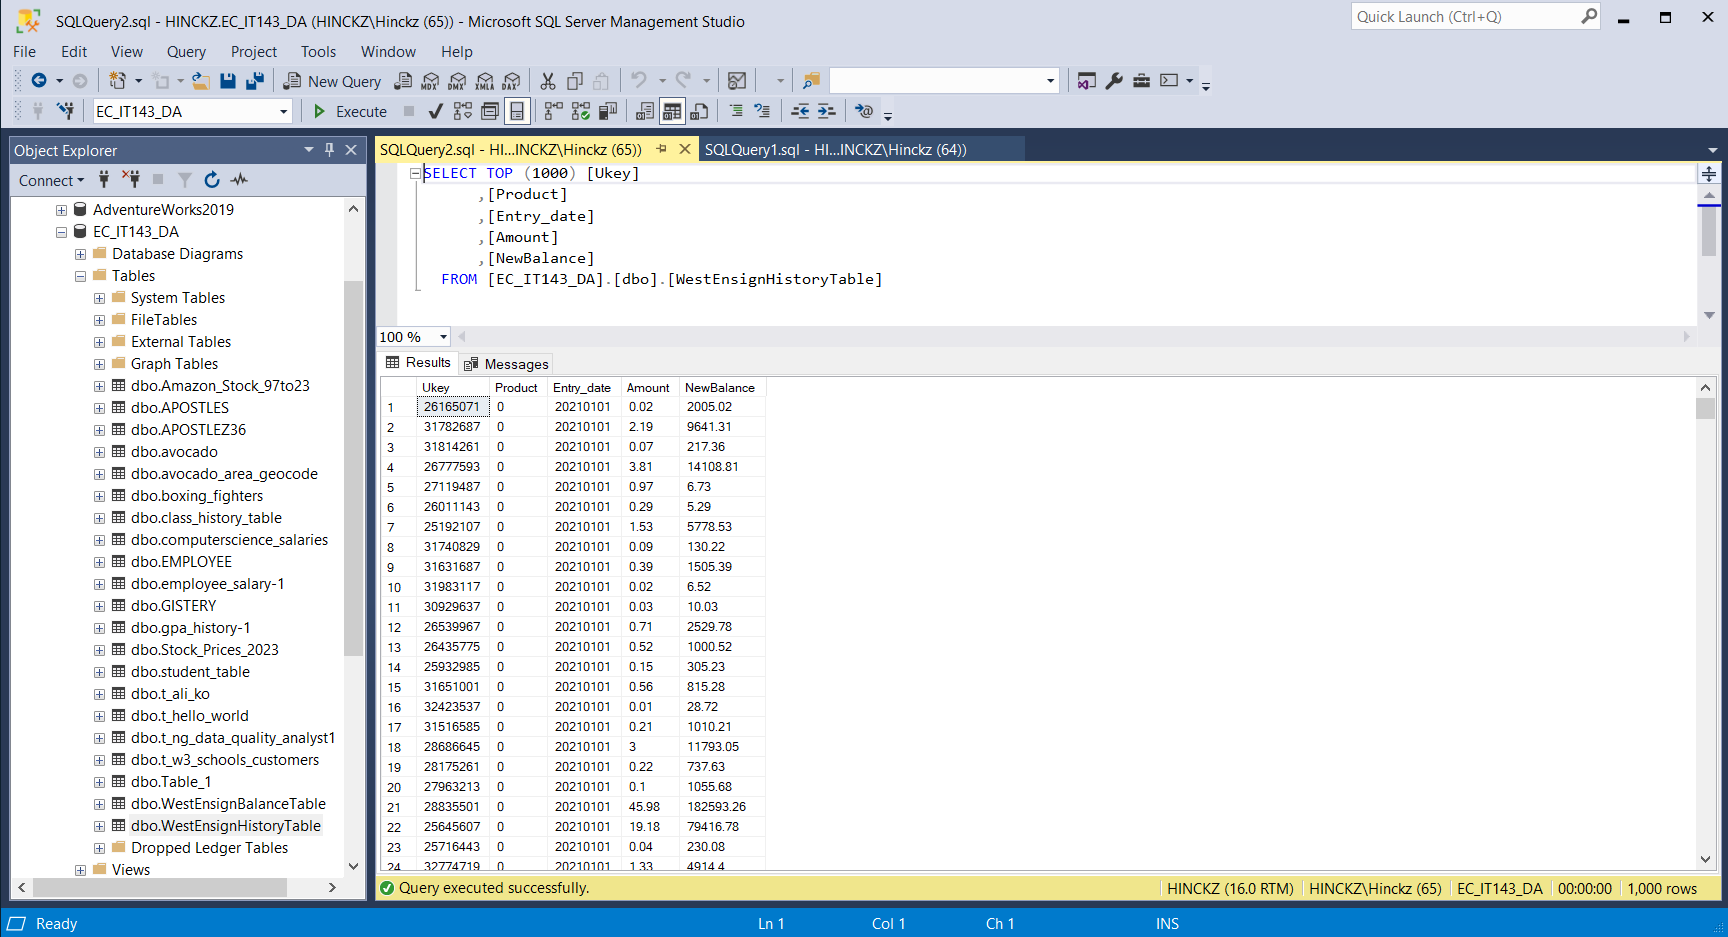 SQLQuery2.sql - HINCKZ.EC_IT143_DA (HINCKZ\Hinckz (65)) - Microsoft SQL Server Management Studio
Quick Launch (Ctrl+Q)
File Edit View Query Project Tools Window Help
New Query MDX DMX XMLA DAX
EC_IT143_DA Execute
Object Explorer
Connect
AdventureWorks2019
EC_IT143_DA
Database Diagrams
Tables
System Tables
FileTables
External Tables
Graph Tables
dbo.Amazon_Stock_97to23
dbo.APOSTLES
dbo.APOSTLEZ36
dbo.avocado
dbo.avocado_area_geocode
dbo.boxing_fighters
dbo.class_history_table
dbo.computerscience_salaries
dbo.EMPLOYEE
dbo.employee_salary-1
dbo.GISTERY
dbo.gpa_history-1
dbo.Stock_Prices_2023
dbo.student_table
dbo.t_ali_ko
dbo.t_hello_world
dbo.t_ng_data_quality_analyst1
dbo.t_w3_schools_customers
dbo.Table_1
dbo.WestEnsignBalanceTable
dbo.WestEnsignHistoryTable
Dropped Ledger Tables
Views
SQLQuery2.sql - HI...INCKZ\Hinckz (65)) SQLQuery1.sql - HI...INCKZ\Hinckz (64))
SELECT TOP (1000) [Ukey]
,[Product]
,[Entry_date]
,[Amount]
,[NewBalance]
FROM [EC_IT143_DA].[dbo].[WestEnsignHistoryTable]
100 %
Results Messages
Ukey Product Entry_date Amount NewBalance
1 26165071 0 20210101 0.02 2005.02
2 31782687 0 20210101 2.19 9641.31
3 31814261 0 20210101 0.07 217.36
4 26777593 0 20210101 3.81 14108.81
5 27119487 0 20210101 0.97 6.73
6 26011143 0 20210101 0.29 5.29
7 25192107 0 20210101 1.53 5778.53
8 31740829 0 20210101 0.09 130.22
9 31631687 0 20210101 0.39 1505.39
10 31983117 0 20210101 0.02 6.52
11 30929637 0 20210101 0.03 10.03
12 26539967 0 20210101 0.71 2529.78
13 26435775 0 20210101 0.52 1000.52
14 25932985 0 20210101 0.15 305.23
15 31651001 0 20210101 0.56 815.28
16 32423537 0 20210101 0.01 28.72
17 31516585 0 20210101 0.21 1010.21
18 28686645 0 20210101 3 11793.05
19 28175261 0 20210101 0.22 737.63
20 27963213 0 20210101 0.1 1055.68
21 28835501 0 20210101 45.98 182593.26
22 25645607 0 20210101 19.18 79416.78
23 25716443 0 20210101 0.04 230.08
24 32774719 0 20210101 1.33 4914.4
Query executed successfully. HINCKZ (16.0 RTM) HINCKZ\Hinckz (65) EC_IT143_DA 00:00:00 1,000 rows
Ready Ln 1 Col 1 Ch 1 INS